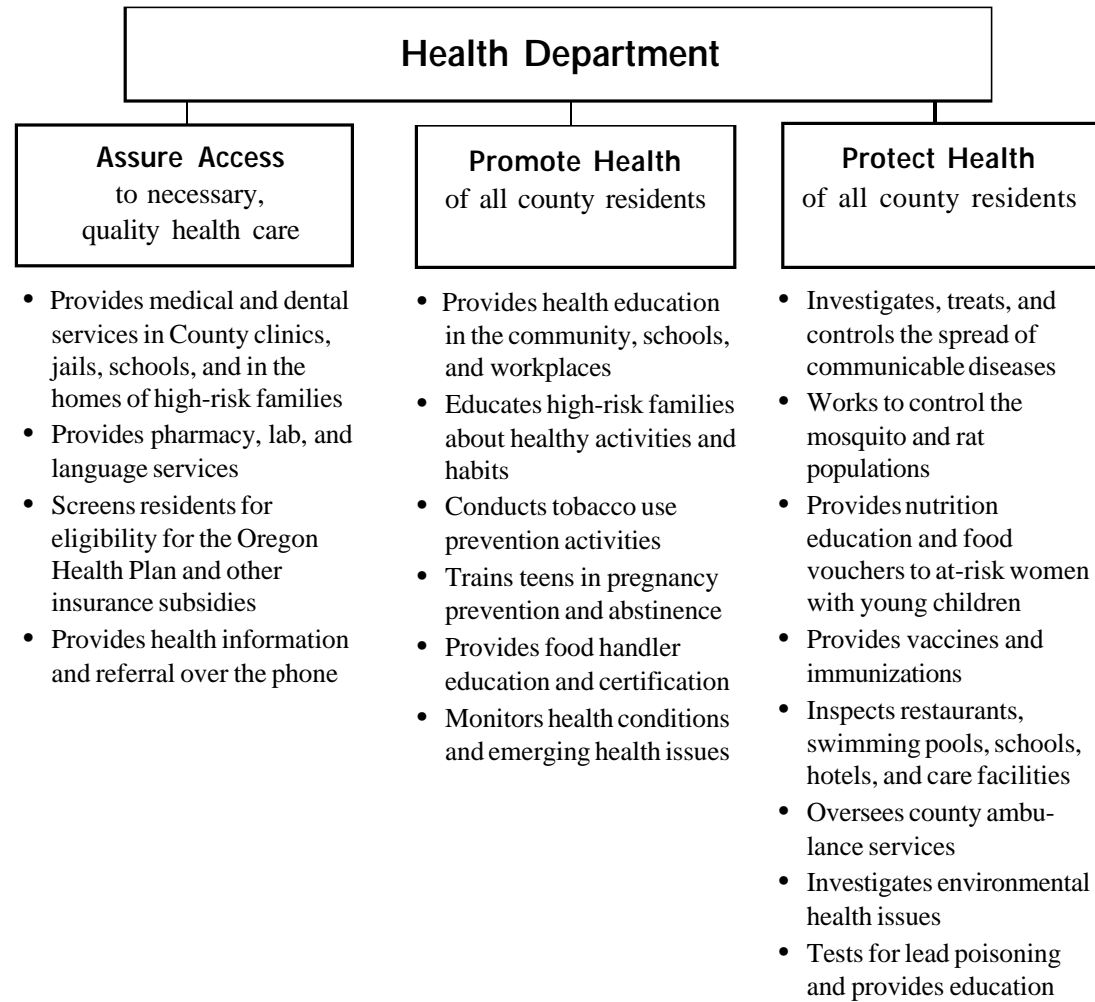 Health Department
Assure Access
to necessary,
quality health care
• Provides medical and dental
services in County clinics,
jails, schools, and in the
homes of high-risk families
• Provides pharmacy, lab, and
language services
• Screens residents for
eligibility for the Oregon
Health Plan and other
insurance subsidies
• Provides health information
and referral over the phone
Promote Health
of all county residents
• Provides health education
in the community, schools,
and workplaces
• Educates high-risk families
about healthy activities and
habits
• Conducts tobacco use
prevention activities
• Trains teens in pregnancy
prevention and abstinence
• Provides food handler
education and certification
• Monitors health conditions
and emerging health issues
Protect Health
of all county residents
• Investigates, treats, and
controls the spread of
communicable diseases
• Works to control the
mosquito and rat
populations
• Provides nutrition
education and food
vouchers to at-risk women
with young children
• Provides vaccines and
immunizations
• Inspects restaurants,
swimming pools, schools,
hotels, and care facilities
• Oversees county ambu-
lance services
• Investigates environmental
health issues
• Tests for lead poisoning
and provides education